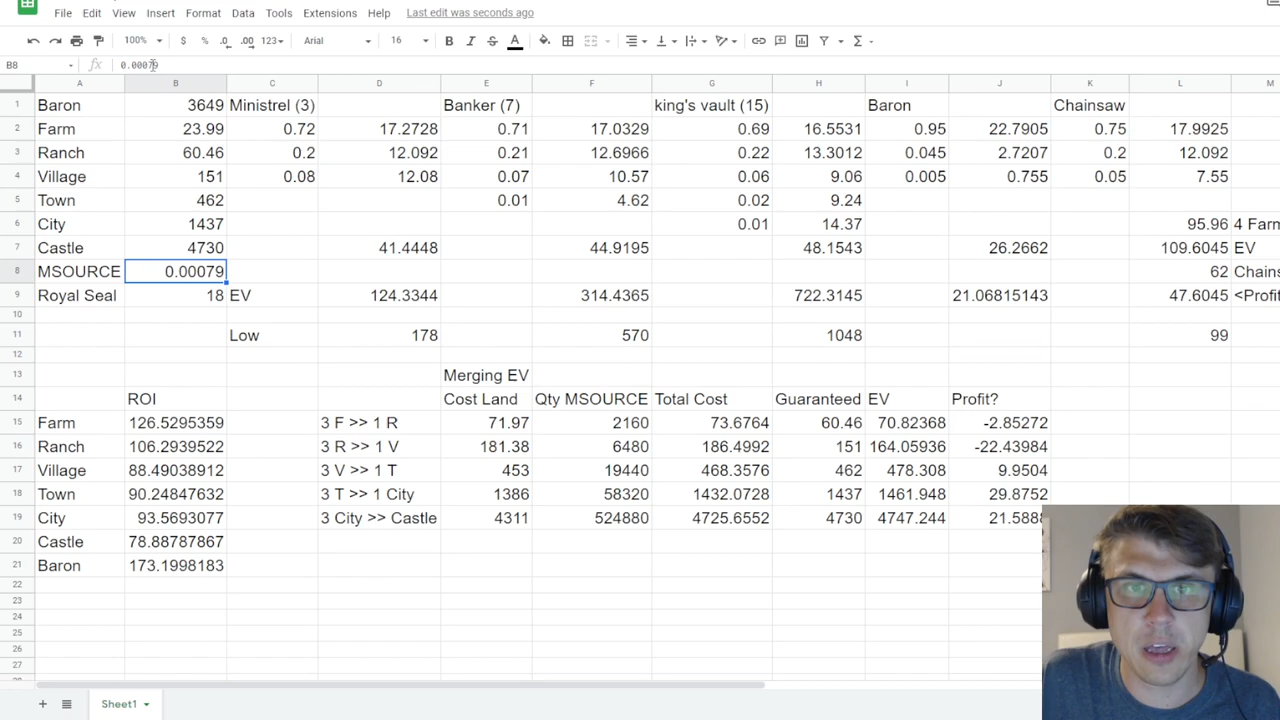 File Edit View Insert Format Data Tools Extensions Help Last edit was seconds ago
100% $ % .0 .00 123 Arial 16 B I S A
B8 fx 0.00079
A B C D E F G H I J K L M
1 Baron 3649 Ministrel (3) Banker (7) king's vault (15) Baron Chainsaw
2 Farm 23.99 0.72 17.2728 0.71 17.0329 0.69 16.5531 0.95 22.7905 0.75 17.9925
3 Ranch 60.46 0.2 12.092 0.21 12.6966 0.22 13.3012 0.045 2.7207 0.2 12.092
4 Village 151 0.08 12.08 0.07 10.57 0.06 9.06 0.005 0.755 0.05 7.55
5 Town 462 0.01 4.62 0.02 9.24
6 City 1437 0.01 14.37 95.96 4 Farm
7 Castle 4730 41.4448 44.9195 48.1543 26.2662 109.6045 EV
8 MSOURCE 0.00079 62 Chains
9 Royal Seal 18 EV 124.3344 314.4365 722.3145 21.06815143 47.6045 <Profit
10
11 Low 178 570 1048 99
12
13 Merging EV
14 ROI Cost Land Qty MSOURCE Total Cost Guaranteed EV Profit?
15 Farm 126.5295359 3 F >> 1 R 71.97 2160 73.6764 60.46 70.82368 -2.85272
16 Ranch 106.2939522 3 R >> 1 V 181.38 6480 186.4992 151 164.05936 -22.43984
17 Village 88.49038912 3 V >> 1 T 453 19440 468.3576 462 478.308 9.9504
18 Town 90.24847632 3 T >> 1 City 1386 58320 1432.0728 1437 1461.948 29.8752
19 City 93.5693077 3 City >> Castle 4311 524880 4725.6552 4730 4747.244 21.5888
20 Castle 78.88787867
21 Baron 173.1998183
22
23
24
25
26
27
Sheet1